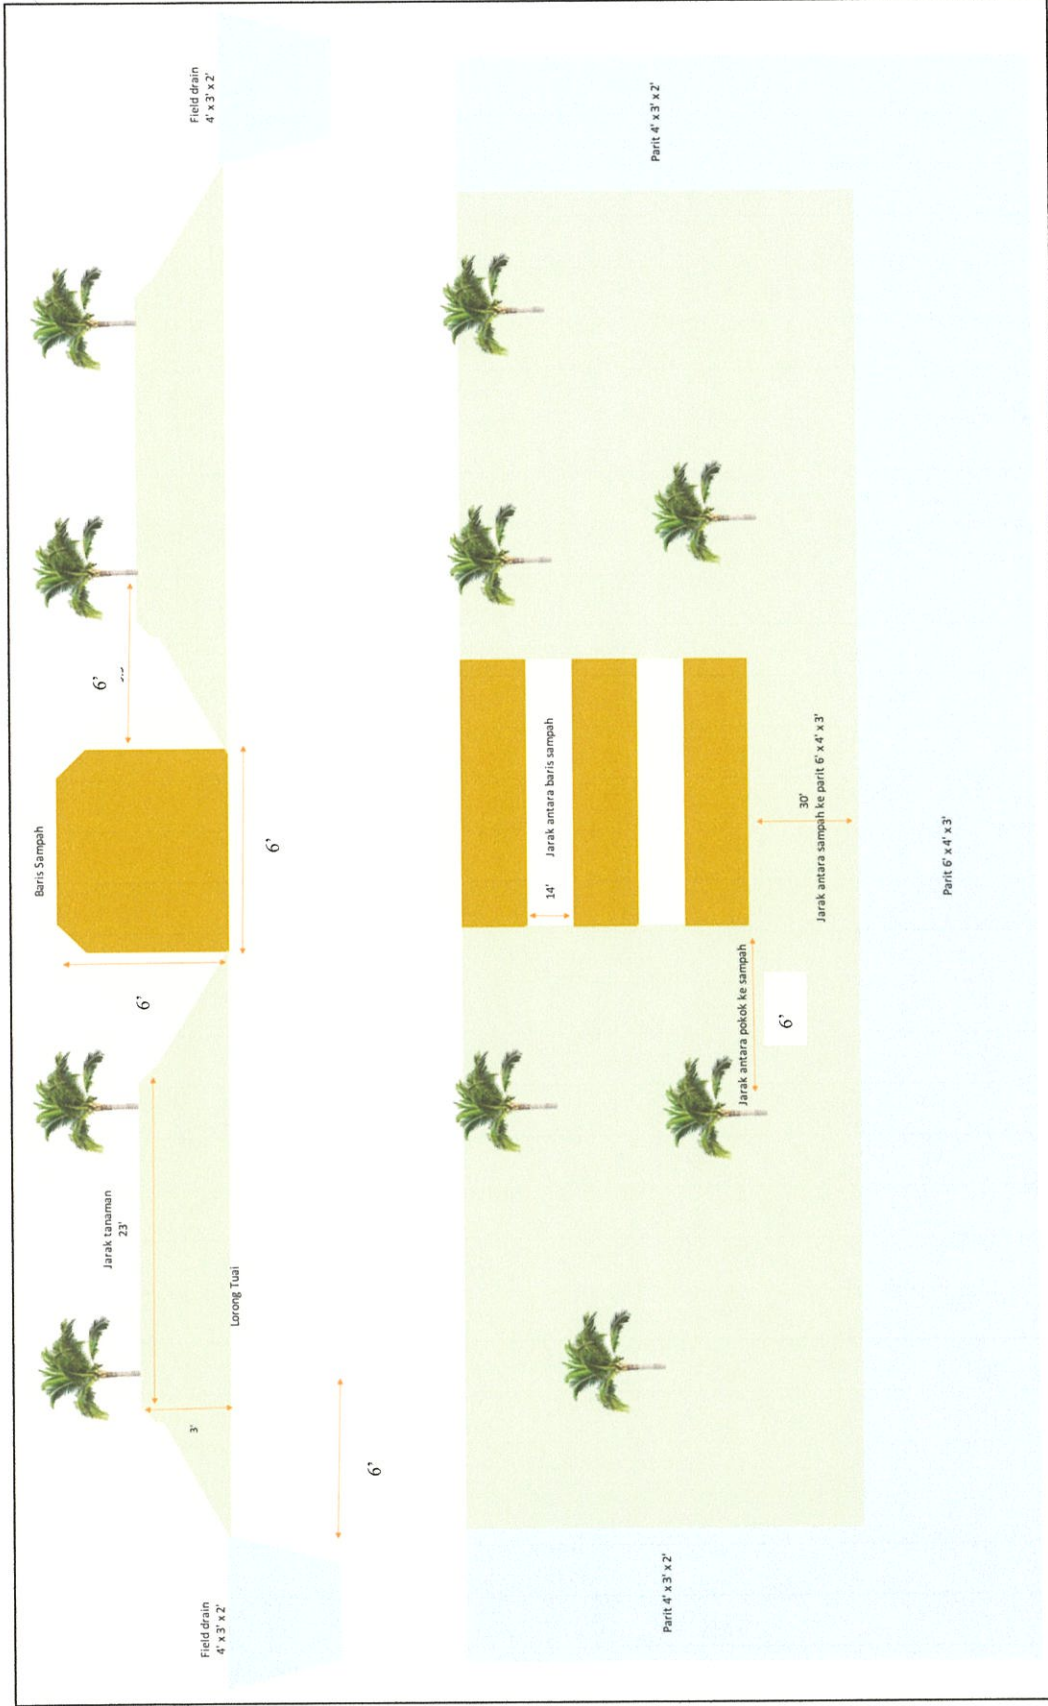 Baris Sampah
Jarak tanaman
23'
6'
6'
3'
Field drain
4' x 3' x 2'
Field drain
4' x 3' x 2'
Lorong Tuai
6'
6'
14' Jarak antara baris sampah
Parit 4' x 3' x 2'
Parit 4' x 3' x 2'
Jarak antara pokok ke sampah
6'
30'
Jarak antara sampah ke parit 6' x 4' x 3'
Parit 6' x 4' x 3'